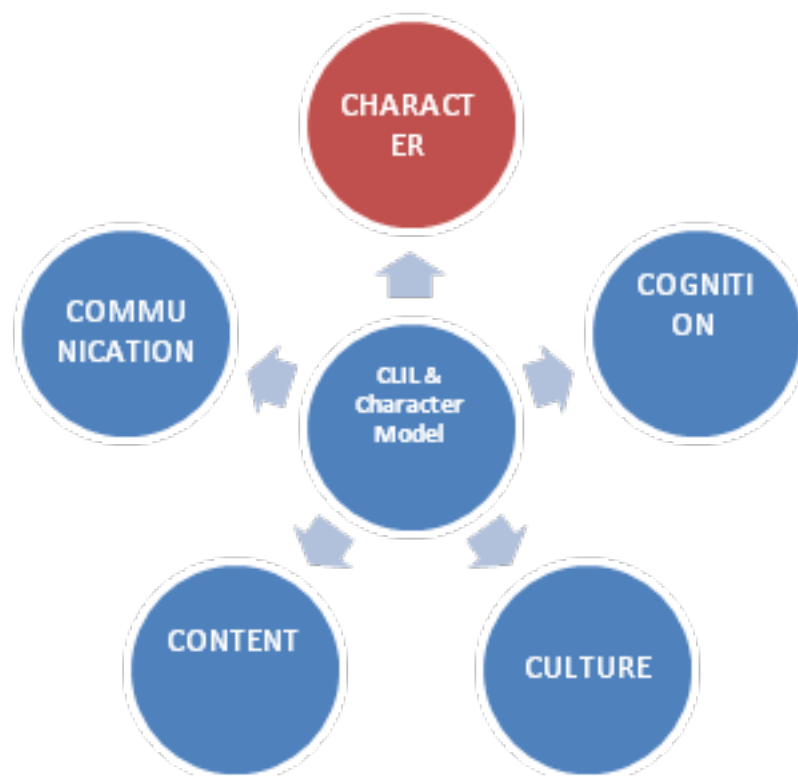 CHARACT
ER
COMMU
NICATION
COGNITI
ON
CLIL &
Character
Model
CONTENT
CULTURE